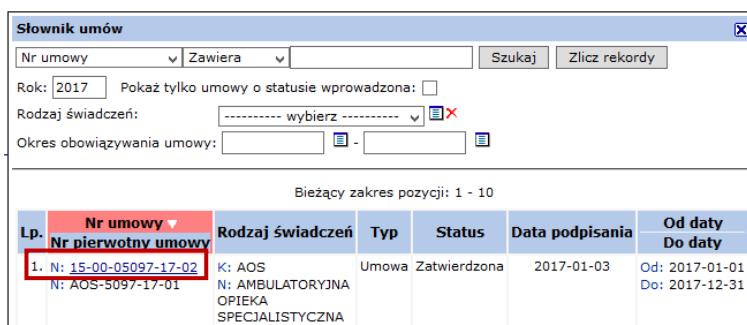 Słownik umów
Nr umowy Zawiera Szukaj Zlicz rekordy
Rok: 2017 Pokaż tylko umowy o statusie wprowadzona:
Rodzaj świadczeń: ---------- wybierz ----------
Okres obowiązywania umowy: -
Bieżący zakres pozycji: 1 - 10
Lp. Nr umowy Rodzaj świadczeń Typ Status Data podpisania Od daty
Nr pierwotny umowy Do daty
1. N: 15-00-05097-17-02 K: AOS Umowa Zatwierdzona 2017-01-03 Od: 2017-01-01
N: AOS-5097-17-01 N: AMBULATORYJNA Do: 2017-12-31
OPIEKA
SPECJALISTYCZNA